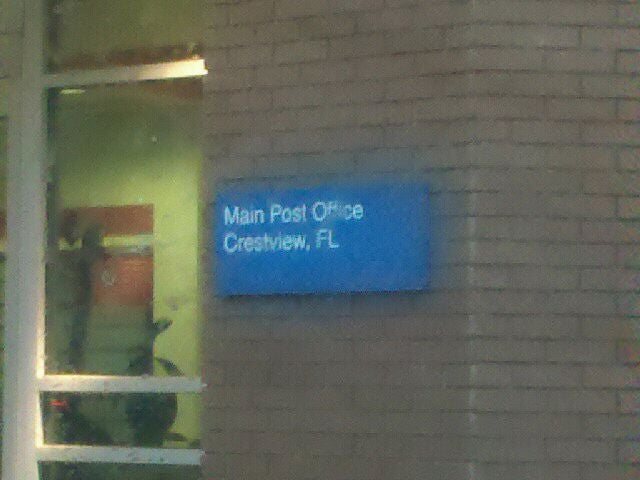 Main Post Office
Crestview, FL